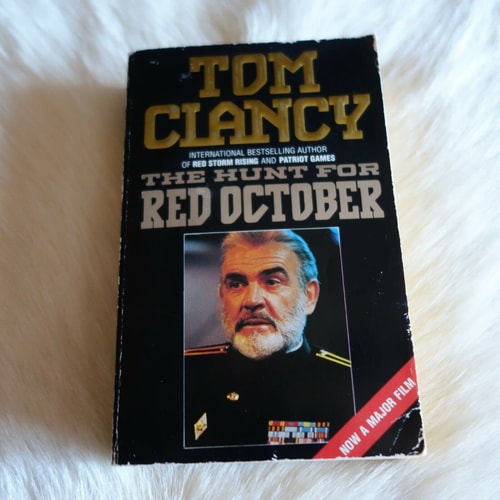 TOM
CLANCY
INTERNATIONAL BESTSELLING AUTHOR
OF RED STORM RISING AND PATRIOT GAMES
THE HUNT FOR
RED OCTOBER
NOW A MAJOR FILM